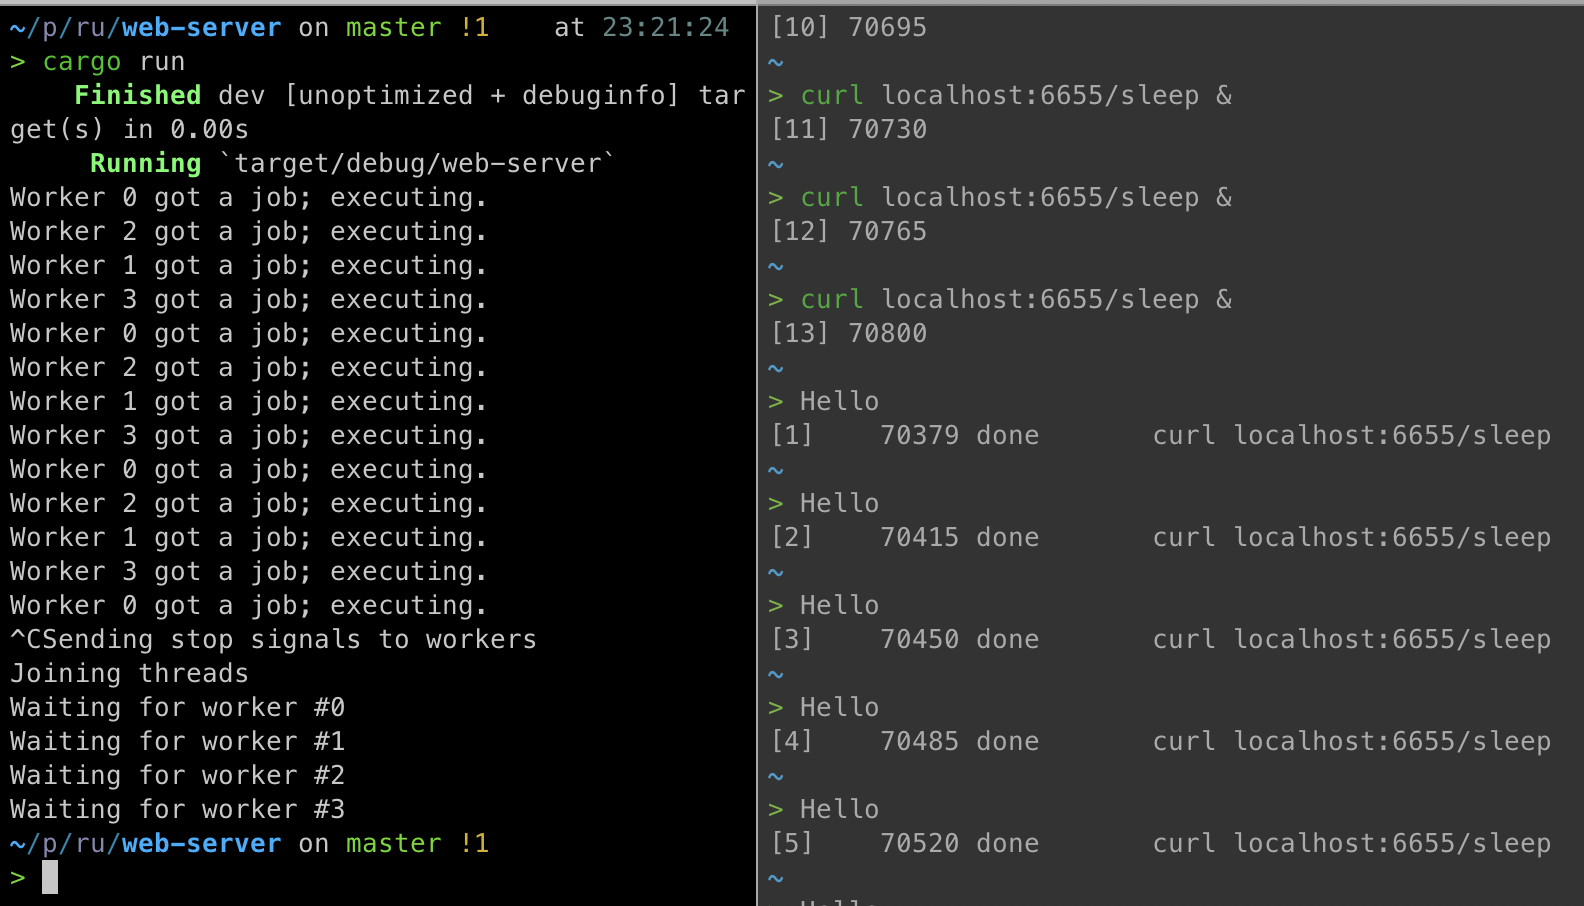 ~/p/ru/web-server on master !1    at 23:21:24
> cargo run
    Finished dev [unoptimized + debuginfo] tar
get(s) in 0.00s
     Running `target/debug/web-server`
Worker 0 got a job; executing.
Worker 2 got a job; executing.
Worker 1 got a job; executing.
Worker 3 got a job; executing.
Worker 0 got a job; executing.
Worker 2 got a job; executing.
Worker 1 got a job; executing.
Worker 3 got a job; executing.
Worker 0 got a job; executing.
Worker 2 got a job; executing.
Worker 1 got a job; executing.
Worker 3 got a job; executing.
Worker 0 got a job; executing.
^CSending stop signals to workers
Joining threads
Waiting for worker #0
Waiting for worker #1
Waiting for worker #2
Waiting for worker #3
~/p/ru/web-server on master !1
>
[10] 70695
~
> curl localhost:6655/sleep &
[11] 70730
~
> curl localhost:6655/sleep &
[12] 70765
~
> curl localhost:6655/sleep &
[13] 70800
~
> Hello
[1]    70379 done       curl localhost:6655/sleep
~
> Hello
[2]    70415 done       curl localhost:6655/sleep
~
> Hello
[3]    70450 done       curl localhost:6655/sleep
~
> Hello
[4]    70485 done       curl localhost:6655/sleep
~
> Hello
[5]    70520 done       curl localhost:6655/sleep
~